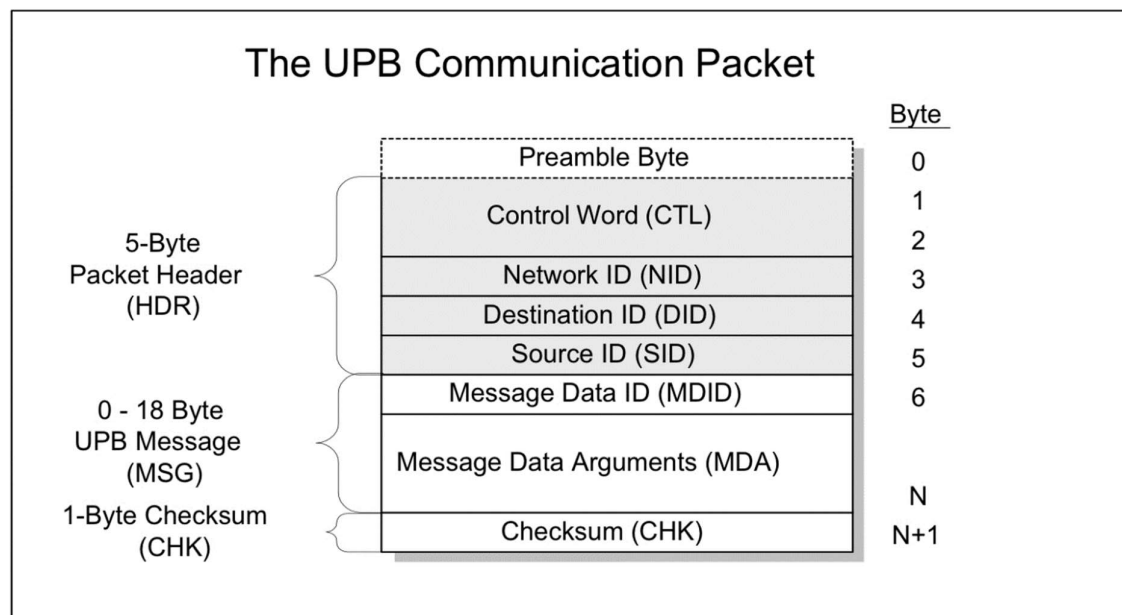 The UPB Communication Packet
Byte
Preamble Byte
0
Control Word (CTL)
1
2
5-Byte
Packet Header
(HDR)
Network ID (NID)
3
Destination ID (DID)
4
Source ID (SID)
5
Message Data ID (MDID)
6
0 - 18 Byte
UPB Message
(MSG)
Message Data Arguments (MDA)
N
1-Byte Checksum
(CHK)
Checksum (CHK)
N+1